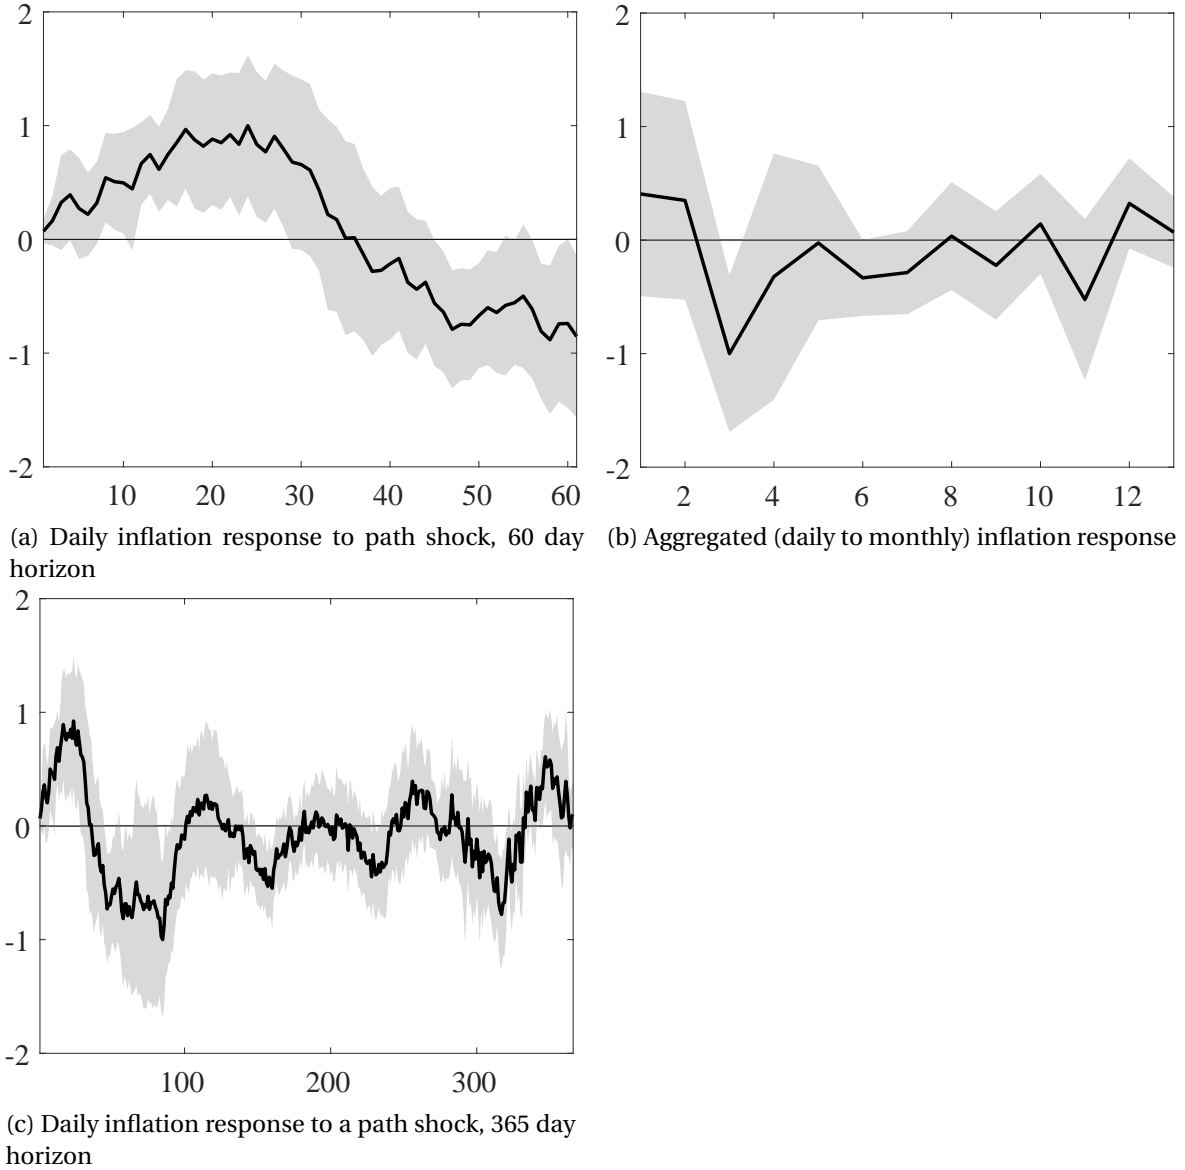 2
1
0
-1
-2
10 20 30 40 50 60
(a) Daily inflation response to path shock, 60 day
horizon
2
1
0
-1
-2
2 4 6 8 10 12
(b) Aggregated (daily to monthly) inflation response
2
1
0
-1
-2
100 200 300
(c) Daily inflation response to a path shock, 365 day
horizon